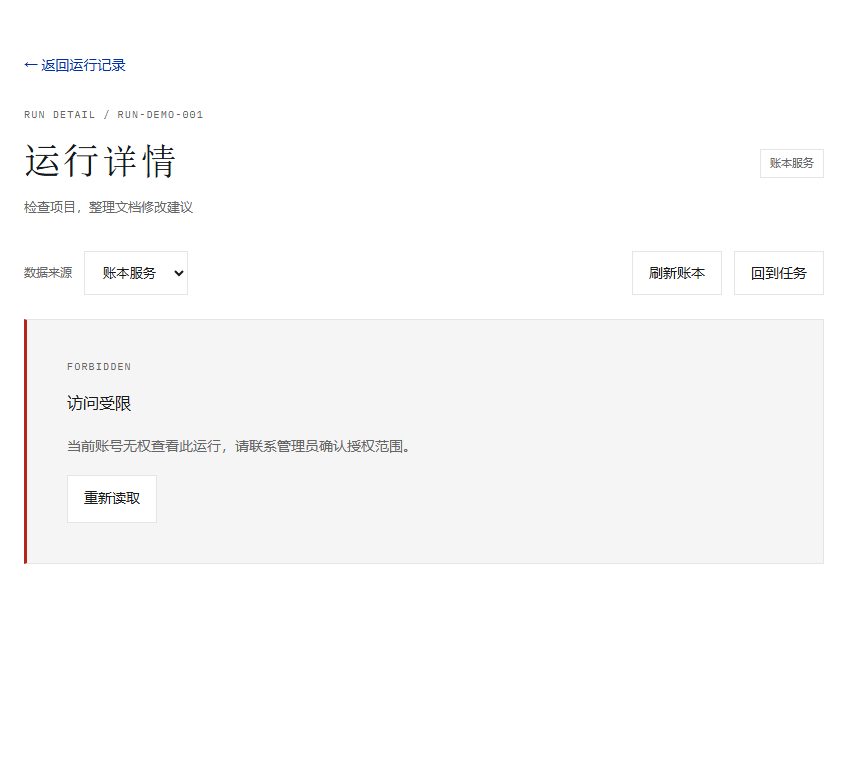 ← 返回运行记录
RUN DETAIL / RUN-DEMO-001
运行详情
账本服务
检查项目，整理文档修改建议
数据来源 账本服务 刷新账本 回到任务
FORBIDDEN
访问受限
当前账号无权查看此运行，请联系管理员确认授权范围。
重新读取